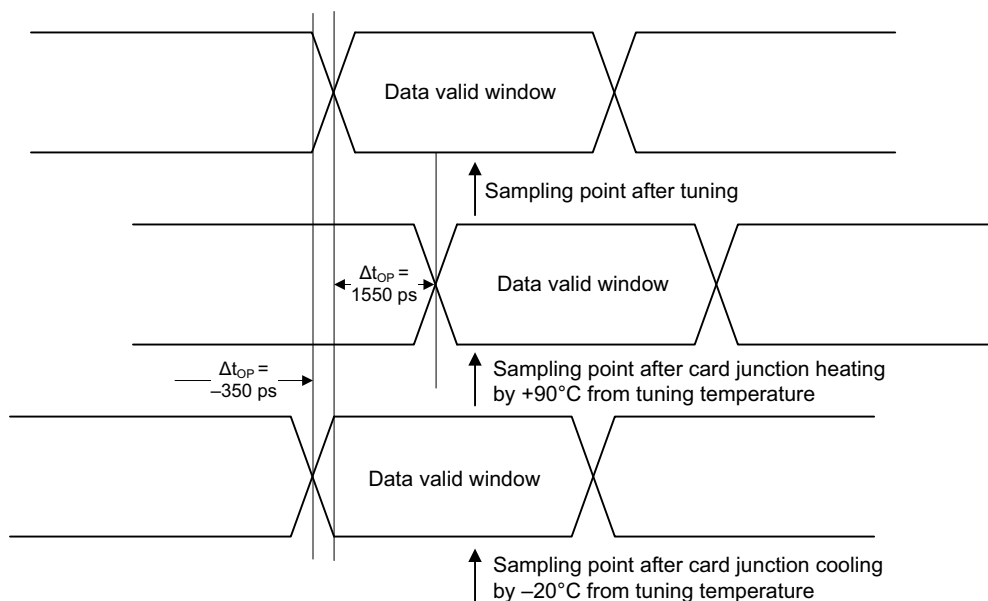 Data valid window
Sampling point after tuning
ΔtOP =
1550 ps
Data valid window
ΔtOP =
–350 ps
Sampling point after card junction heating
by +90°C from tuning temperature
Data valid window
Sampling point after card junction cooling
by –20°C from tuning temperature